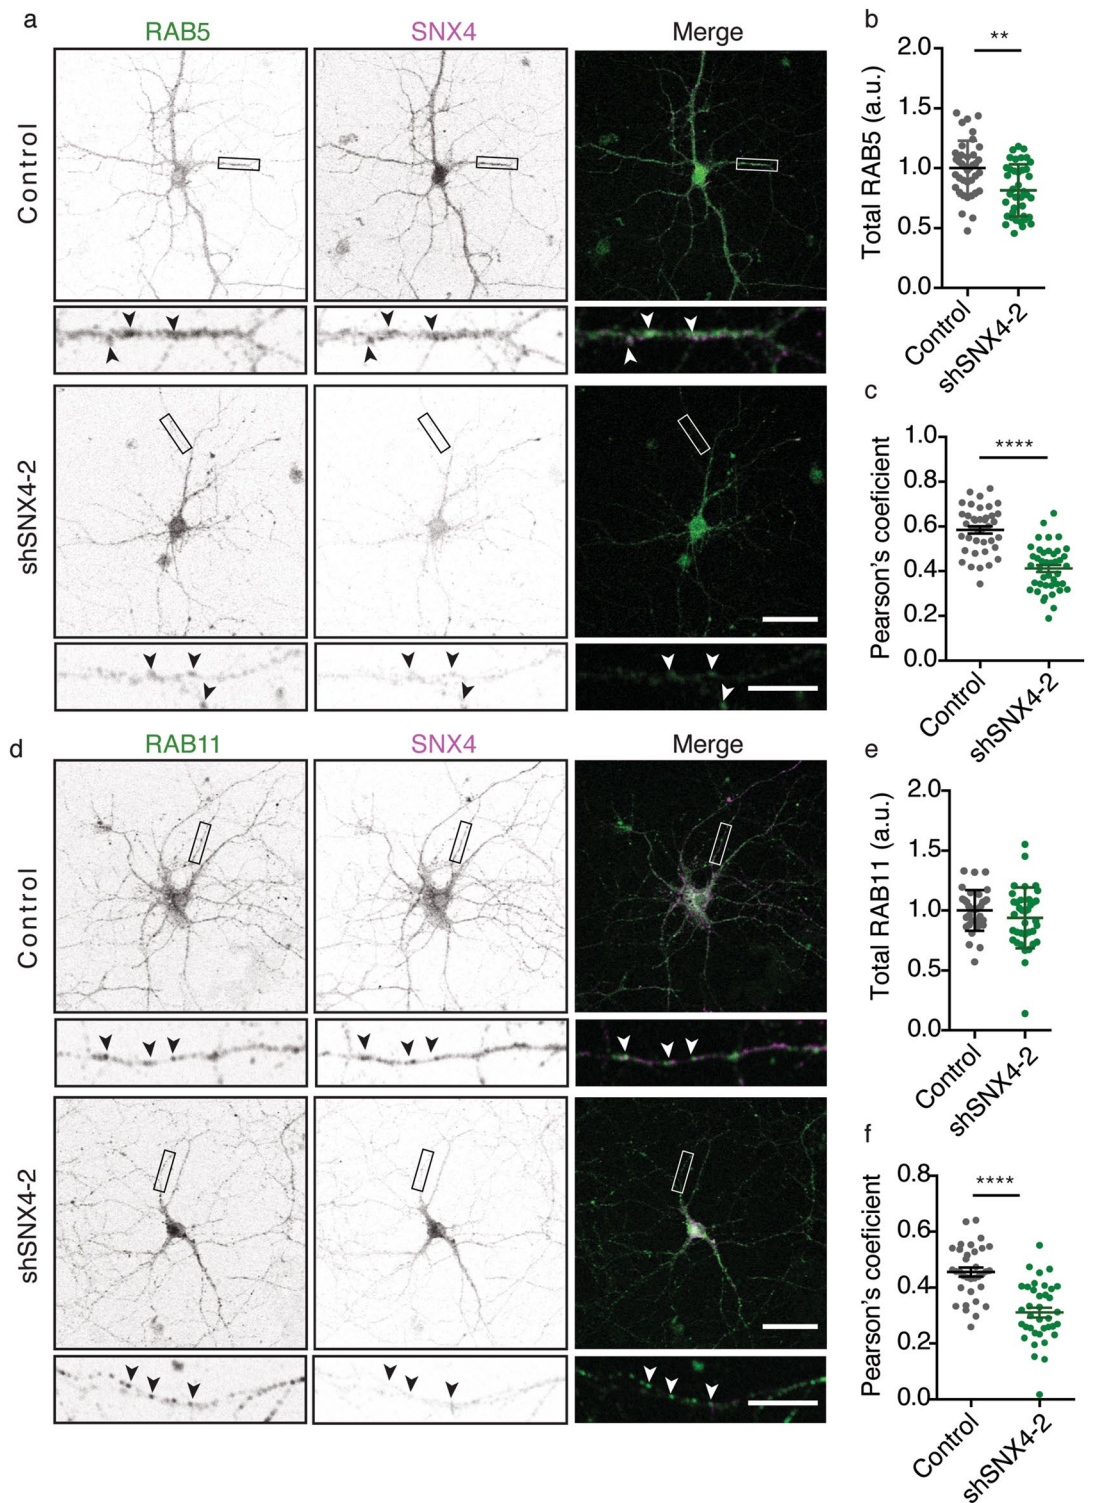 a
RAB5
SNX4
Merge
Control
shSNX4-2
b
**
Total RAB5 (a.u.)
2.0
1.5
1.0
0.5
0.0
Control
shSNX4-2
c
****
Pearson's coeficient
1.0
0.8
0.6
0.4
0.2
0.0
Control
shSNX4-2
d
RAB11
SNX4
Merge
Control
shSNX4-2
e
Total RAB11 (a.u.)
2.0
1.5
1.0
0.5
0.0
Control
shSNX4-2
f
****
Pearson's coeficient
0.8
0.6
0.4
0.2
0.0
Control
shSNX4-2